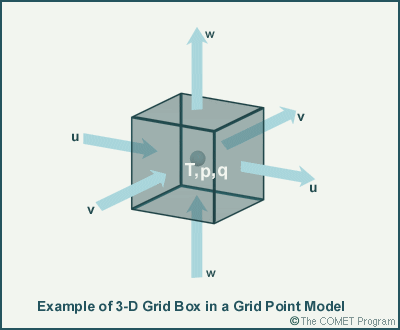 w
v
u
T,p,q
u
v
w
Example of 3-D Grid Box in a Grid Point Model
©The COMET Program